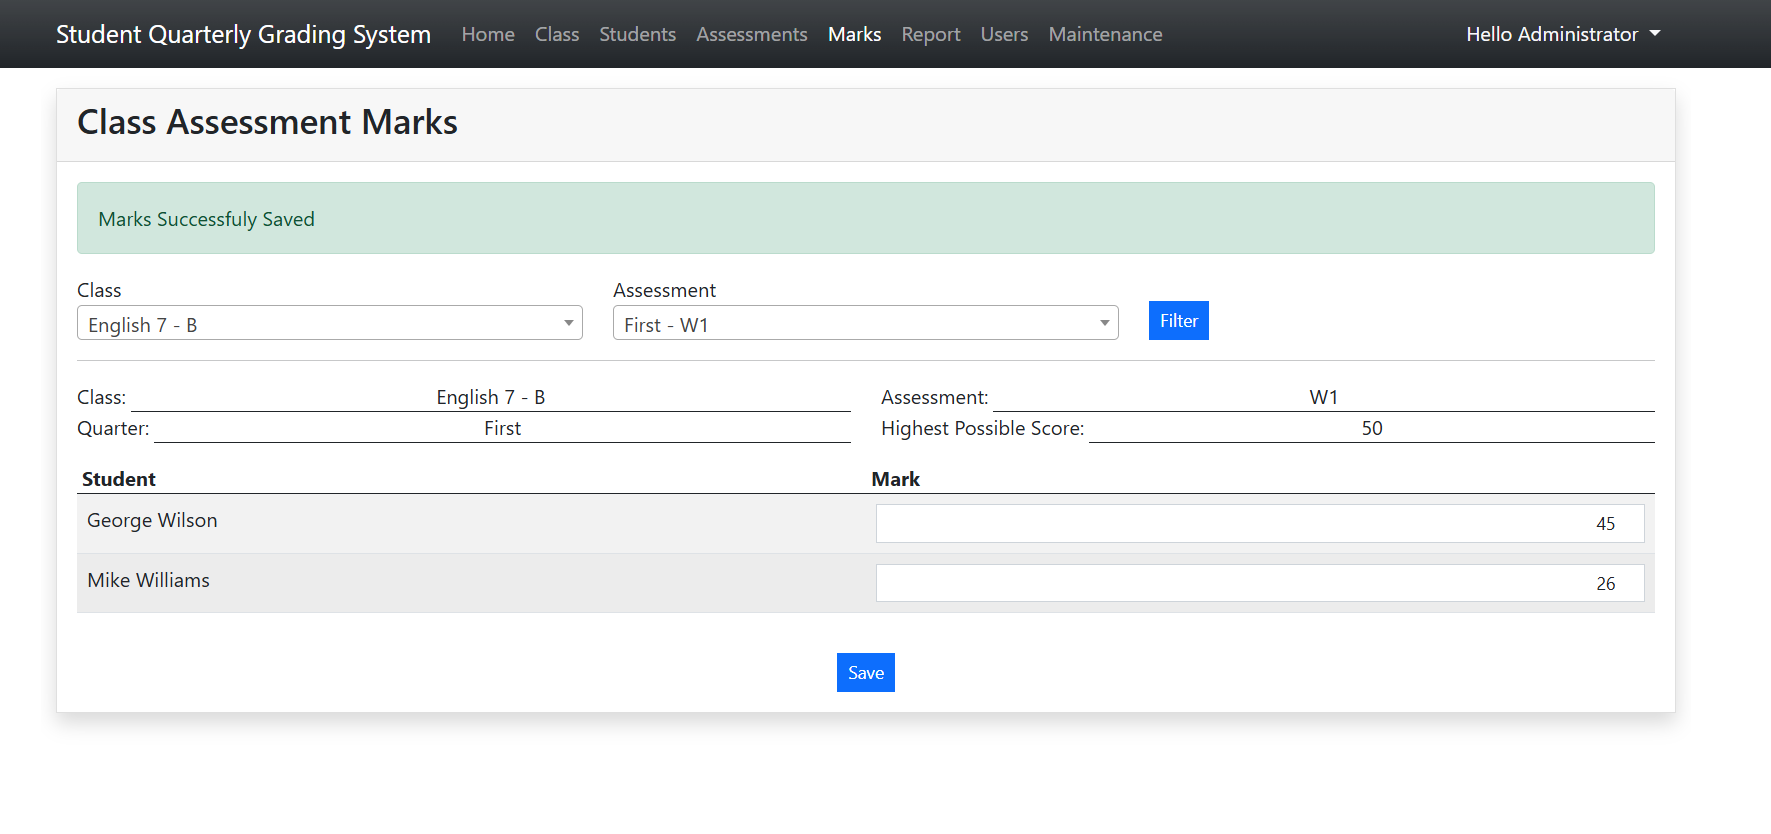 Student Quarterly Grading System Home Class Students Assessments Marks Report Users Maintenance Hello Administrator
Class Assessment Marks
Marks Successfuly Saved
Class Assessment
English 7 - B First - W1 Filter
Class: English 7 - B Assessment: W1
Quarter: First Highest Possible Score: 50
Student Mark
George Wilson 45
Mike Williams 26
Save